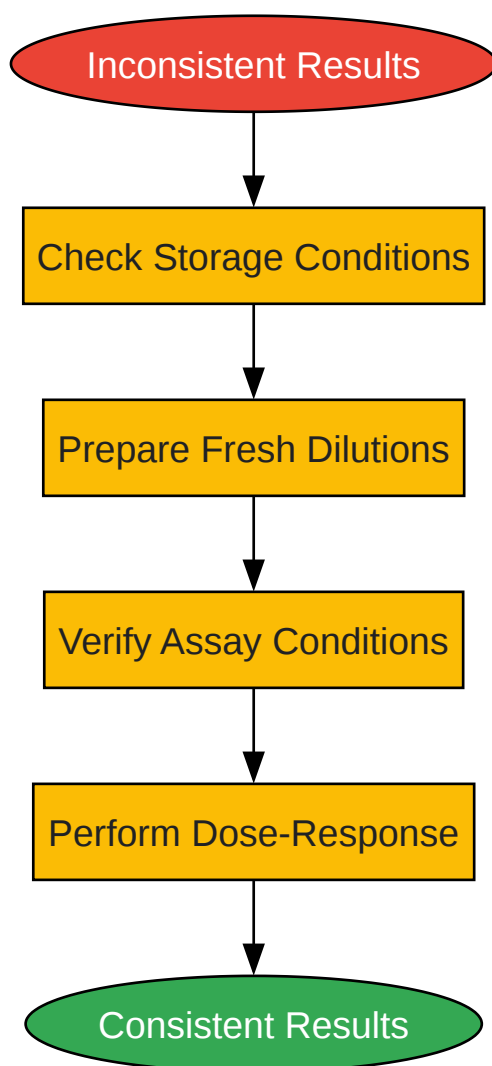 Inconsistent Results
Check Storage Conditions
Prepare Fresh Dilutions
Verify Assay Conditions
Perform Dose-Response
Consistent Results